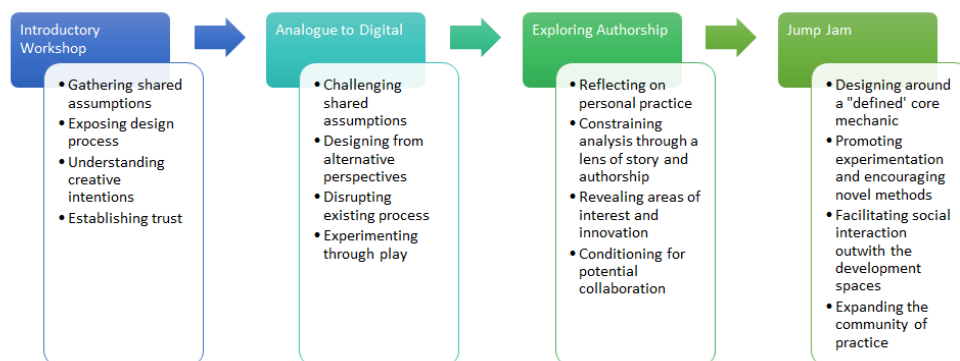 Introductory
Workshop
• Gathering shared
assumptions
• Exposing design
process
• Understanding
creative
intentions
• Establishing trust
Analogue to Digital
• Challenging
shared
assumptions
• Designing from
alternative
perspectives
• Disrupting
existing process
• Experimenting
through play
Exploring Authorship
• Reflecting on
personal practice
• Constraining
analysis through a
lens of story and
authorship
• Revealing areas of
interest and
innovation
• Conditioning for
potential
collaboration
Jump Jam
• Designing around
a "defined' core
mechanic
• Promoting
experimentation
and encouraging
novel methods
• Facilitating social
interaction
outwith the
development
spaces
• Expanding the
community of
practice